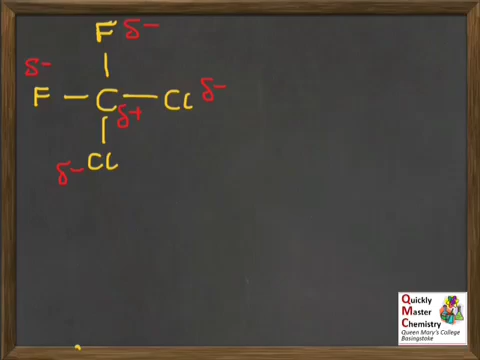 F δ-
δ-
F — C — Cl δ-
δ+
δ- Cl
Quickly
Master
Chemistry
Queen Mary's College
Basingstoke